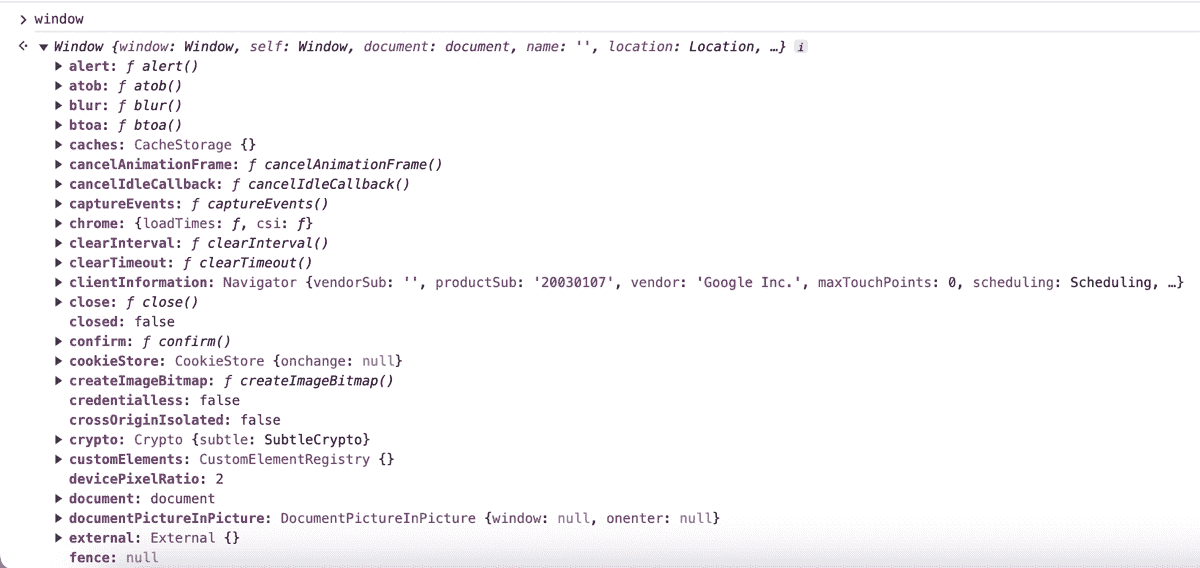 > window
<· ▼ Window {window: Window, self: Window, document: document, name: '', location: Location, …} i
▶ alert: ƒ alert()
▶ atob: ƒ atob()
▶ blur: ƒ blur()
▶ btoa: ƒ btoa()
▶ caches: CacheStorage {}
▶ cancelAnimationFrame: ƒ cancelAnimationFrame()
▶ cancelIdleCallback: ƒ cancelIdleCallback()
▶ captureEvents: ƒ captureEvents()
▶ chrome: {loadTimes: ƒ, csi: ƒ}
▶ clearInterval: ƒ clearInterval()
▶ clearTimeout: ƒ clearTimeout()
▶ clientInformation: Navigator {vendorSub: '', productSub: '20030107', vendor: 'Google Inc.', maxTouchPoints: 0, scheduling: Scheduling, …}
▶ close: ƒ close()
closed: false
▶ confirm: ƒ confirm()
▶ cookieStore: CookieStore {onchange: null}
▶ createImageBitmap: ƒ createImageBitmap()
credentialless: false
crossOriginIsolated: false
▶ crypto: Crypto {subtle: SubtleCrypto}
▶ customElements: CustomElementRegistry {}
devicePixelRatio: 2
▶ document: document
▶ documentPictureInPicture: DocumentPictureInPicture {window: null, onenter: null}
▶ external: External {}
fence: null